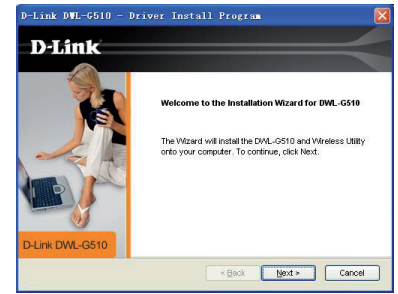 D-Link DWL-G510 - Driver Install Program
D-Link
Welcome to the Installation Wizard for DWL-G510
The Wizard will install the DWL-G510 and Wireless Utility
onto your computer. To continue, click Next.
D-Link DWL-G510
< Back
Next >
Cancel